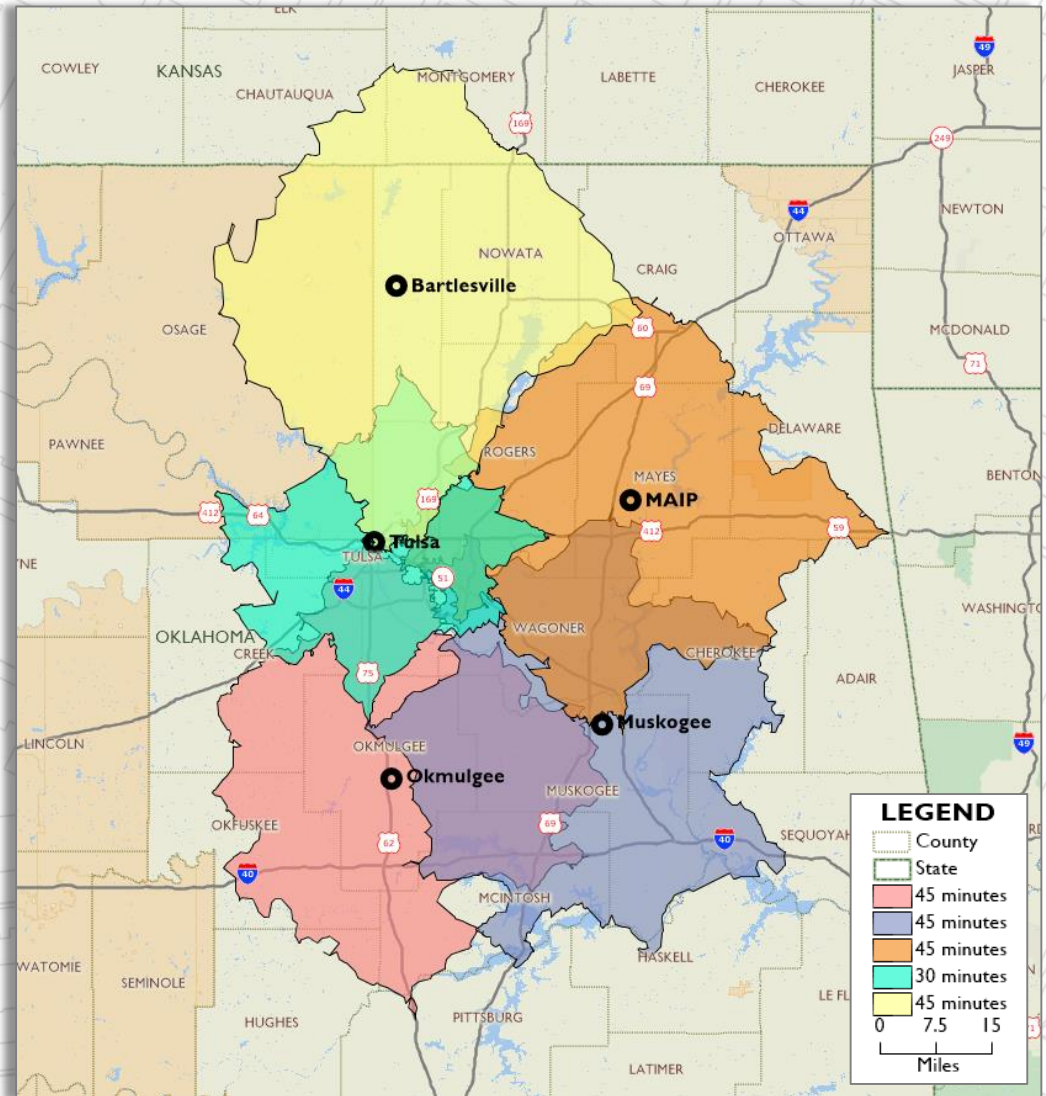 ELK
COWLEY
KANSAS
CHAUTAUQUA
MONTGOMERY
LABETTE
CHEROKEE
JASPER
49
169
249
NEWTON
44
OTTAWA
NOWATA
CRAIG
Bartlesville
OSAGE
60
MCDONALD
71
69
PAWNEE
ROGERS
DELAWARE
MAYES
BENTON
MAIP
169
412
64
412
59
Tulsa
TULSA
NE
44
51
WASHINGTO
OKLAHOMA
CREEK
WAGONER
CHEROKEE
75
ADAIR
LINCOLN
Muskogee
49
OKMULGEE
Okmulgee
MUSKOGEE
OKFUSKEE
69
62
40
SEQUOYAH
40
MCINTOSH
HASKELL
WATOMIE
SEMINOLE
LE FL
HUGHES
PITTSBURG
LATIMER
LEGEND
County
State
45 minutes
45 minutes
45 minutes
30 minutes
45 minutes
0 7.5 15
Miles